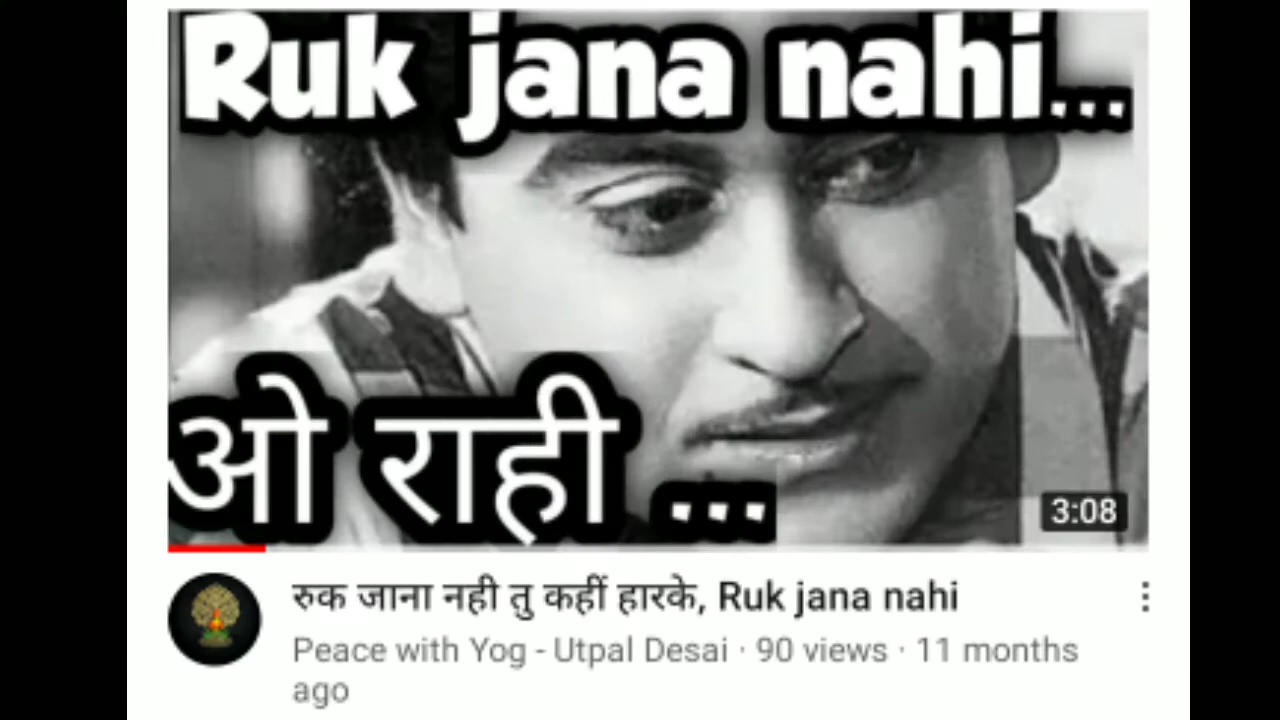 Ruk jana nahi...
ओ राही ...
3:08
रुक जाना नही तु कहीं हारके, Ruk jana nahi
Peace with Yog - Utpal Desai · 90 views · 11 months
ago